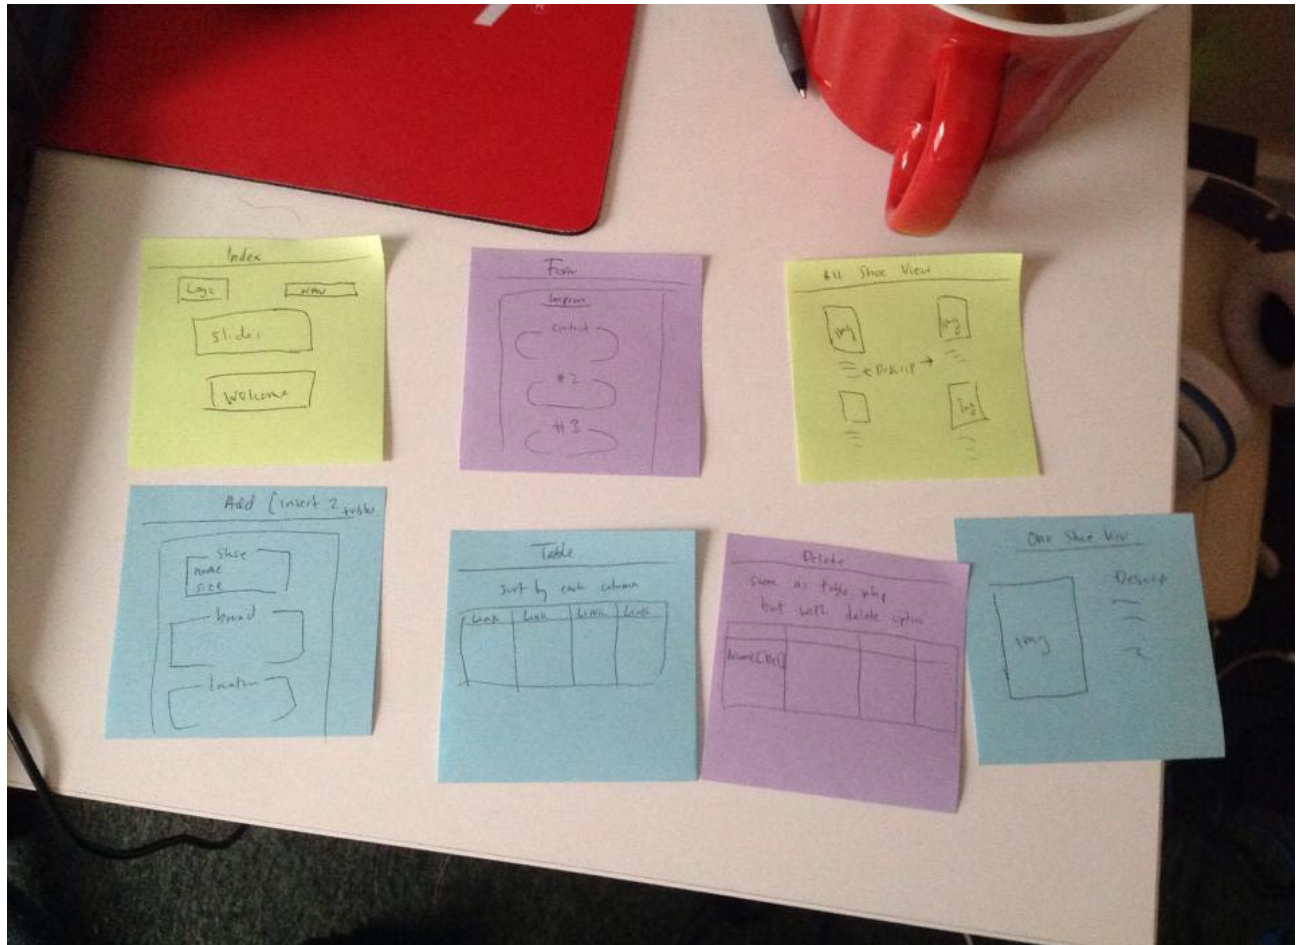 Index
Logo
NAV
slider
Welcome
Form
Contact
#2
#3
All Shoe View
img
img
← Descrip →
img
Add (insert 2 tables
Shoe
name
size
brand
location
Table
sort by each column
Link Link Link Link
Delete
same as table php
but with delete option
[Del]
One Shoe View
img
Descrip